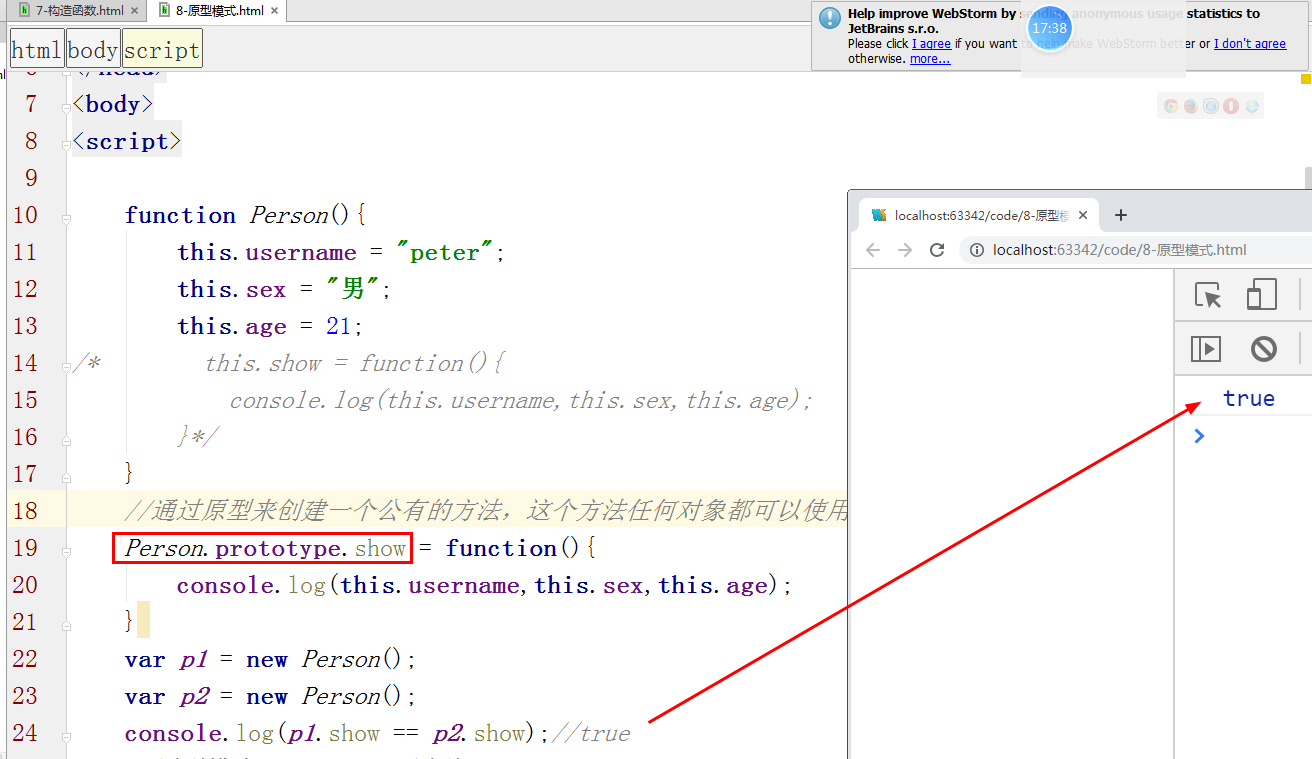 7-构造函数.html
8-原型模式.html
Help improve WebStorm by sending anonymous usage statistics to
JetBrains s.r.o.
Please click I agree if you want to help make WebStorm better or I don't agree
otherwise. more...
17:38
html body script
7 <body>
8 <script>
9
10 function Person(){
11 this.username = "peter";
12 this.sex = "男";
13 this.age = 21;
14 /* this.show = function(){
15 console.log(this.username,this.sex,this.age);
16 }*/
17 }
18 //通过原型来创建一个公有的方法，这个方法任何对象都可以使用
19 Person.prototype.show = function(){
20 console.log(this.username,this.sex,this.age);
21 }
22 var p1 = new Person();
23 var p2 = new Person();
24 console.log(p1.show == p2.show);//true
localhost:63342/code/8-原型模
localhost:63342/code/8-原型模式.html
true